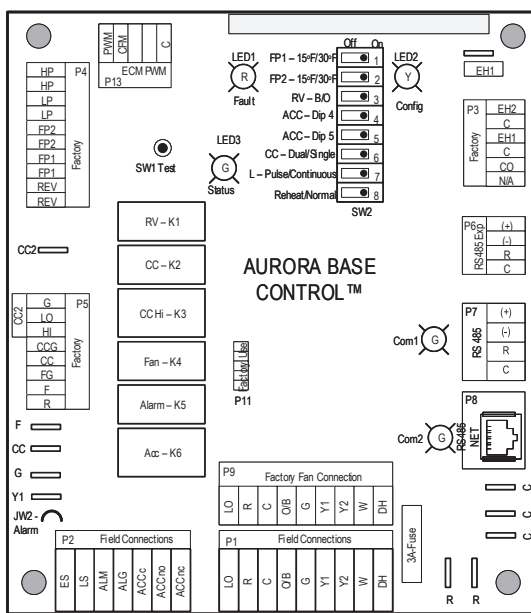 PWM
CFM
C
ECM PWM
P13
HP
HP
LP
LP
FP2
FP2
FP1
FP1
REV
REV
P4
Factory
SW1 Test
LED1
R
Fault
LED3
G
Status
Off On
FP1 – 15ºF/30ºF 1
FP2 – 15ºF/30ºF 2
RV – B/O 3
ACC – Dip 4 4
ACC – Dip 5 5
CC – Dual/Single 6
L – Pulse/Continuous 7
Reheat/Normal 8
SW2
LED2
Y
Config
EH1
P3
Factory
EH2
C
EH1
C
CO
N/A
P6
RS485 Exp
(+)
(-)
R
C
P7
RS 485
(+)
(-)
R
C
Com1
G
P8
RS485 NET
Com2
G
C
C
C
R R
RV – K1
CC – K2
CC Hi – K3
Fan – K4
Alarm – K5
Acc – K6
AURORA BASE
CONTROL™
Factory Use
P11
CC2
CC2
G
LO
HI
CCG
CC
FG
F
R
P5
Factory
F
CC
G
Y1
JW2 -
Alarm
P9 Factory Fan Connection
LO R C O/B G Y1 Y2 W DH
P2 Field Connections
ES LS ALM ALG ACCc ACCno ACCnc
P1 Field Connections
LO R C O/B G Y1 Y2 W DH
3A-Fuse